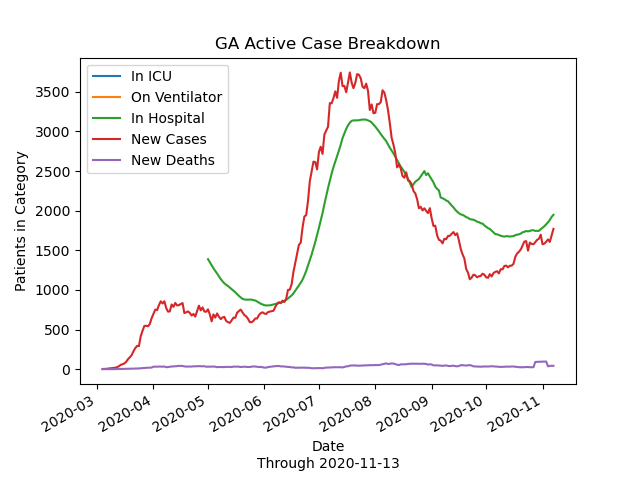 GA Active Case Breakdown
In ICU
On Ventilator
In Hospital
New Cases
New Deaths
Patients in Category
3500
3000
2500
2000
1500
1000
500
0
2020-03
2020-04
2020-05
2020-06
2020-07
2020-08
2020-09
2020-10
2020-11
Date
Through 2020-11-13